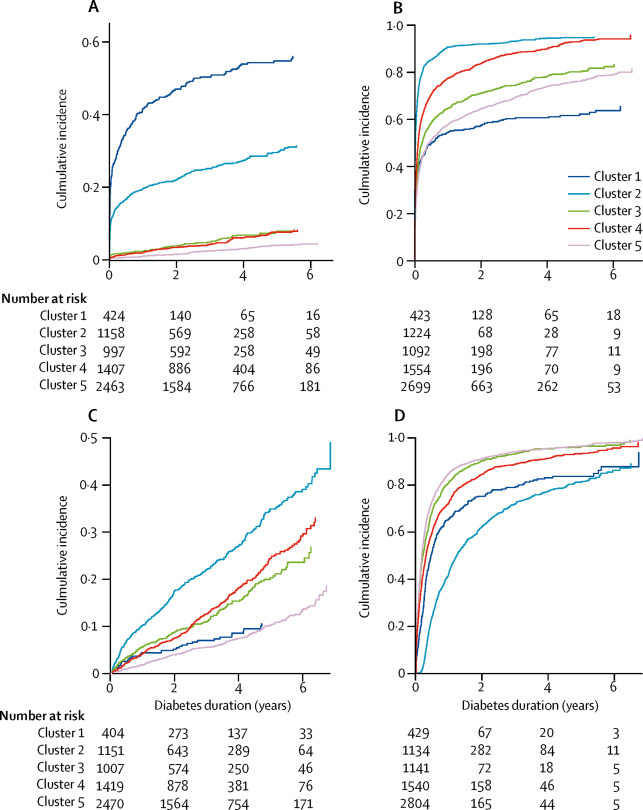 A
B
0·6
0·4
0·2
0
Culmulative incidence
0 2 4 6
1·0
0·8
0·6
0·4
0·2
0
Culmulative incidence
0 2 4 6
Cluster 1
Cluster 2
Cluster 3
Cluster 4
Cluster 5
Number at risk
Cluster 1 424 140 65 16 423 128 65 18
Cluster 2 1158 569 258 58 1224 68 28 9
Cluster 3 997 592 258 49 1092 198 77 11
Cluster 4 1407 886 404 86 1554 196 70 9
Cluster 5 2463 1584 766 181 2699 663 262 53
C
D
0·5
0·4
0·3
0·2
0·1
0
Culmulative incidence
0 2 4 6
Diabetes duration (years)
1·0
0·8
0·6
0·4
0·2
0
Culmulative incidence
0 2 4 6
Diabetes duration (years)
Number at risk
Cluster 1 404 273 137 33 429 67 20 3
Cluster 2 1151 643 289 64 1134 282 84 11
Cluster 3 1007 574 250 46 1141 72 18 5
Cluster 4 1419 878 381 76 1540 158 46 5
Cluster 5 2470 1564 754 171 2804 165 44 5